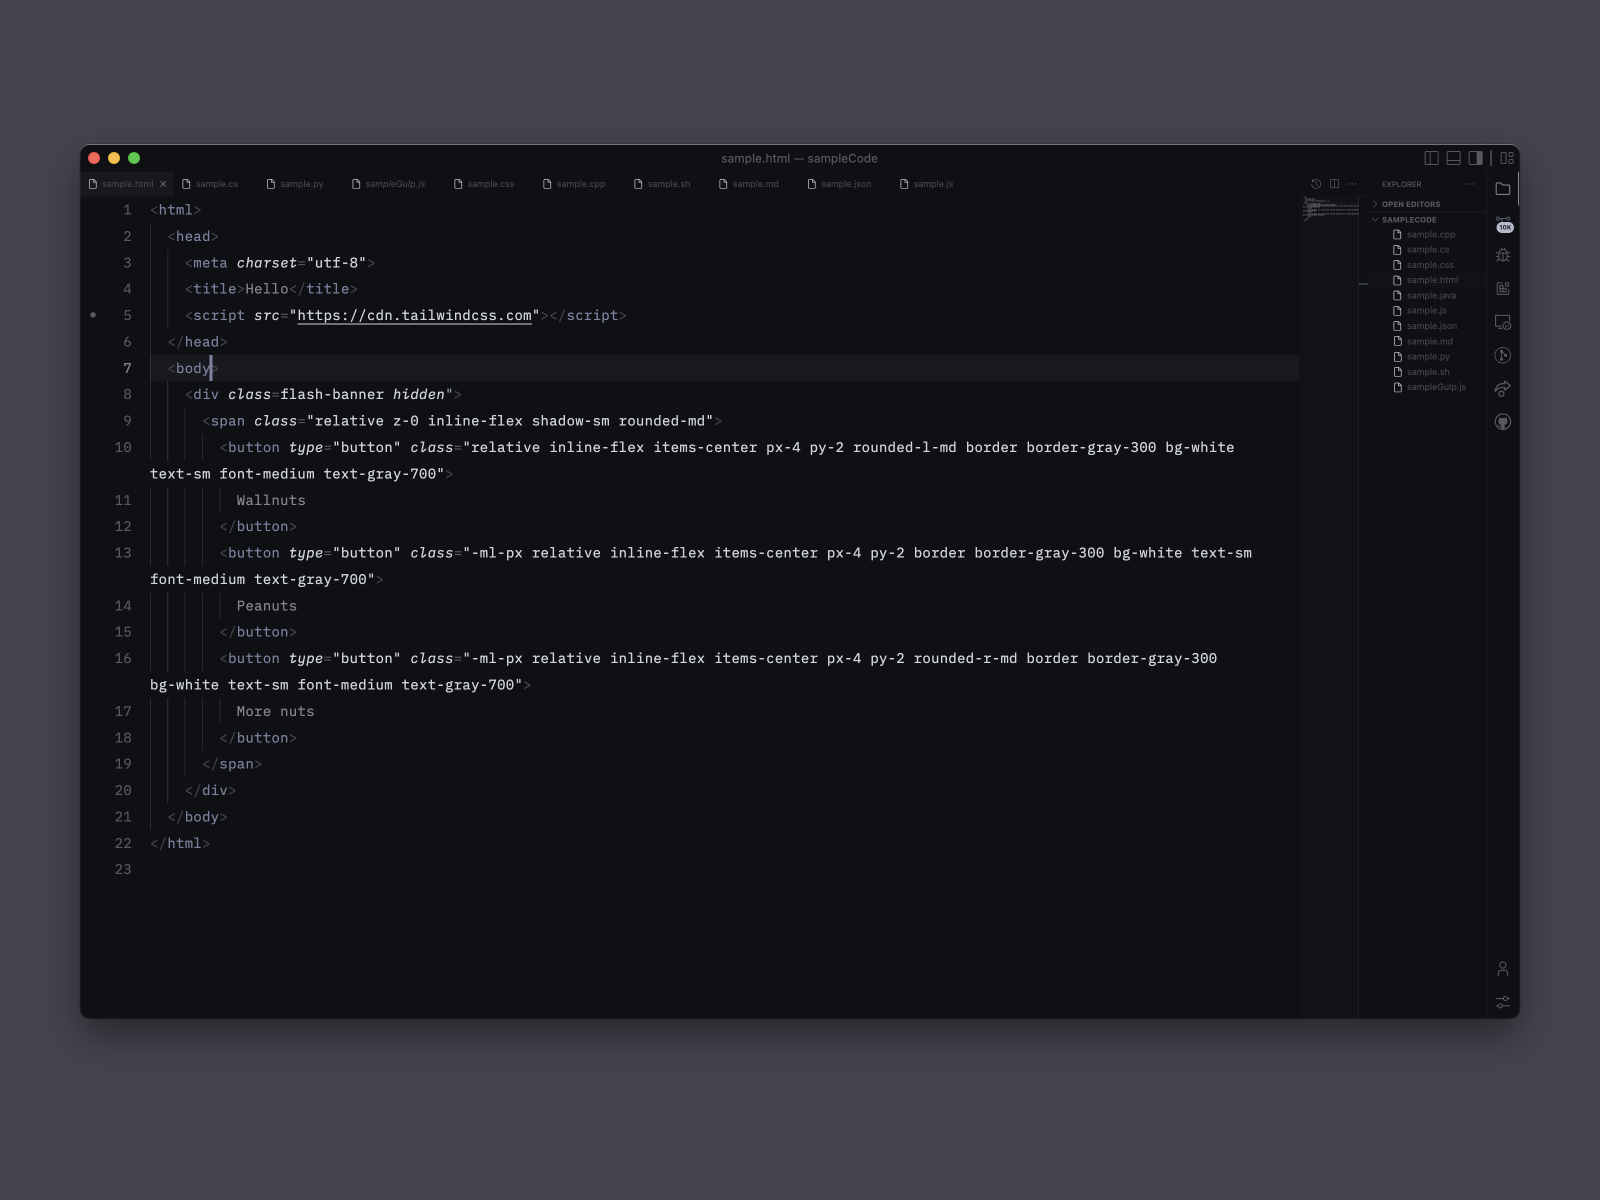 sample.html — sampleCode
sample.html sample.cs sample.py sampleGulp.js sample.css sample.cpp sample.sh sample.md sample.json sample.js
1 <html>
2 <head>
3 <meta charset="utf-8">
4 <title>Hello</title>
5 <script src="https://cdn.tailwindcss.com"></script>
6 </head>
7 <body>
8 <div class=flash-banner hidden">
9 <span class="relative z-0 inline-flex shadow-sm rounded-md">
10 <button type="button" class="relative inline-flex items-center px-4 py-2 rounded-l-md border border-gray-300 bg-white
text-sm font-medium text-gray-700">
11 Wallnuts
12 </button>
13 <button type="button" class="-ml-px relative inline-flex items-center px-4 py-2 border border-gray-300 bg-white text-sm
font-medium text-gray-700">
14 Peanuts
15 </button>
16 <button type="button" class="-ml-px relative inline-flex items-center px-4 py-2 rounded-r-md border border-gray-300
bg-white text-sm font-medium text-gray-700">
17 More nuts
18 </button>
19 </span>
20 </div>
21 </body>
22 </html>
23
EXPLORER
OPEN EDITORS
SAMPLECODE
sample.cpp
sample.cs
sample.css
sample.html
sample.java
sample.js
sample.json
sample.md
sample.py
sample.sh
sampleGulp.js
10K